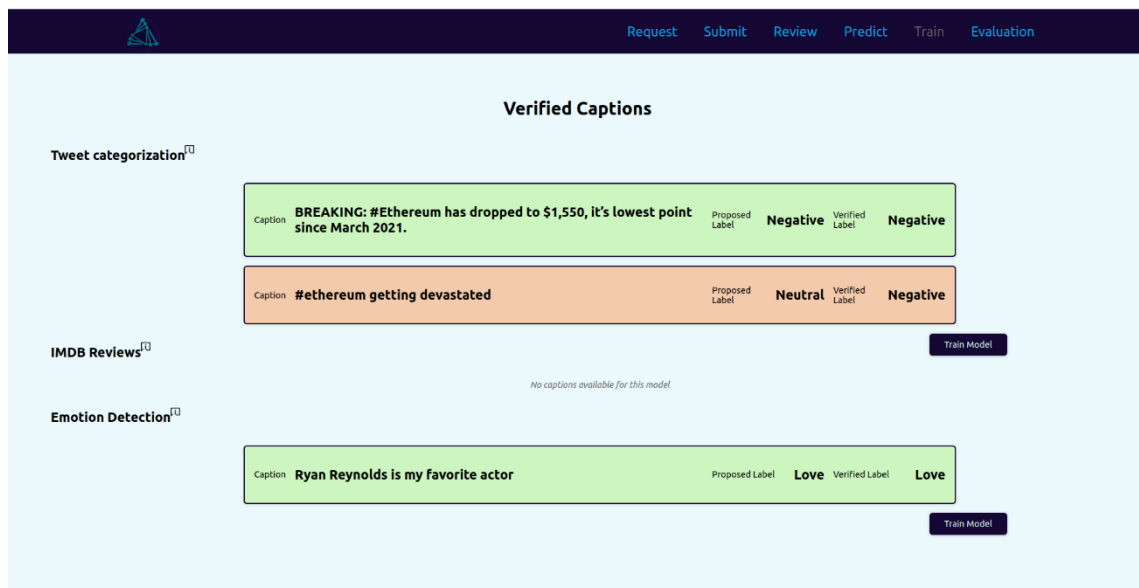 Request Submit Review Predict Train Evaluation
Verified Captions
Tweet categorization
Caption BREAKING: #Ethereum has dropped to $1,550, it's lowest point since March 2021. Proposed Label Negative Verified Label Negative
Caption #ethereum getting devastated Proposed Label Neutral Verified Label Negative
Train Model
IMDB Reviews
No captions available for this model
Emotion Detection
Caption Ryan Reynolds is my favorite actor Proposed Label Love Verified Label Love
Train Model